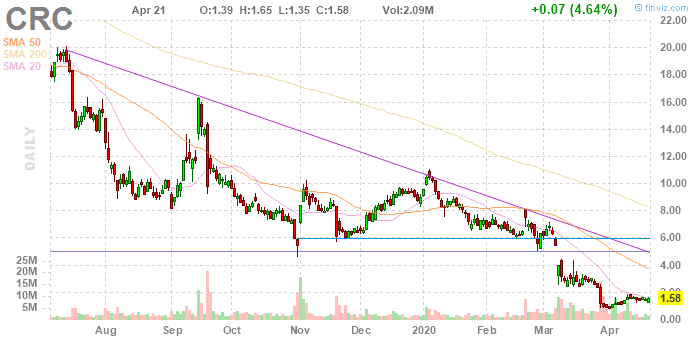 CRC
Apr 21 O:1.39 H:1.65 L:1.35 C:1.58 Vol:2.09M +0.07 (4.64%)
© finviz.com
SMA 50
SMA 200
SMA 20
DAILY
22.00
20.00
18.00
16.00
14.00
12.00
10.00
8.00
6.00
4.00
2.00
0.00
1.58
25M
20M
15M
10M
5M
Aug Sep Oct Nov Dec 2020 Feb Mar Apr